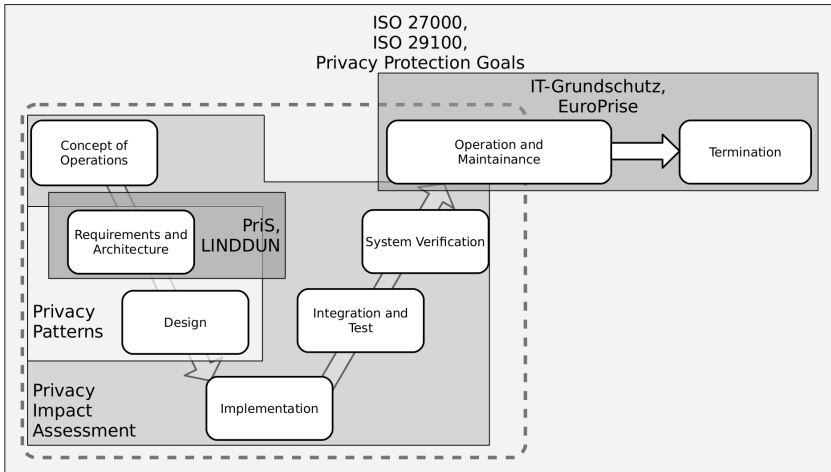 ISO 27000,
ISO 29100,
Privacy Protection Goals
IT-Grundschutz,
EuroPrise
Concept of
Operations
Operation and
Maintainance
Termination
Requirements and
Architecture
PriS,
LINDDUN
System Verification
Privacy
Patterns
Design
Integration and
Test
Privacy
Impact
Assessment
Implementation